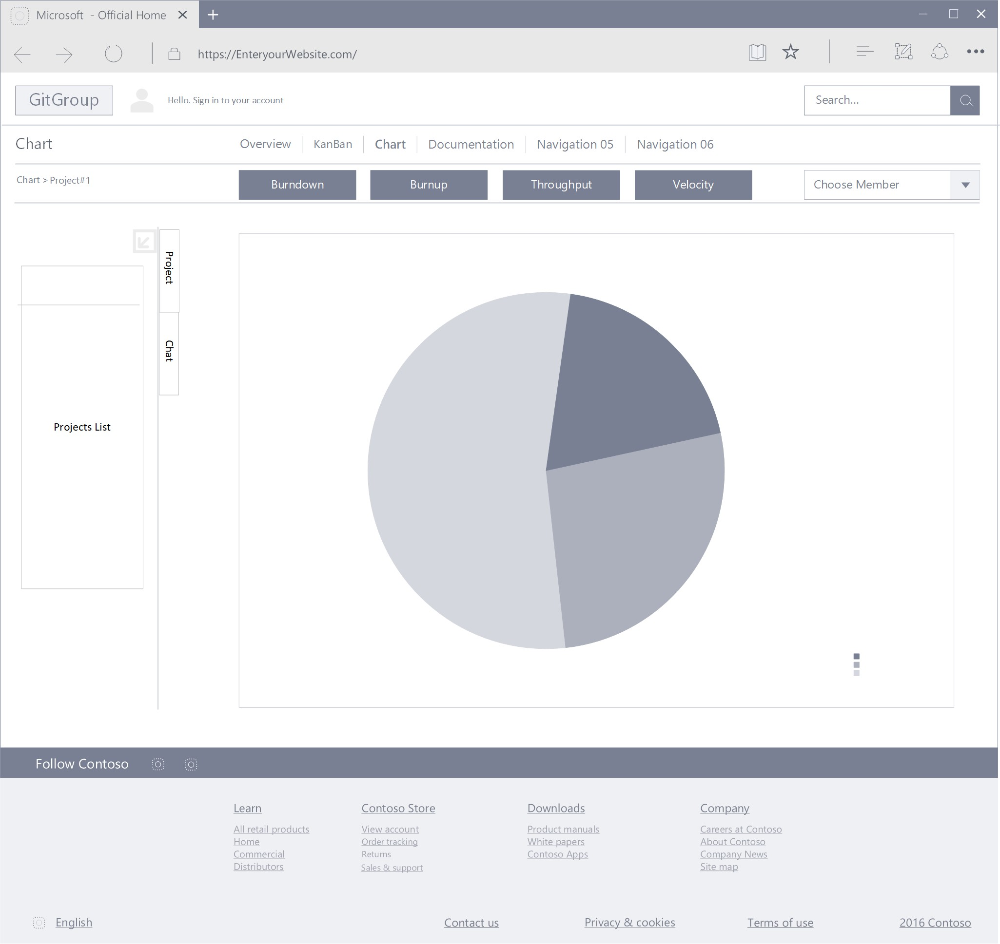 Microsoft - Official Home
https://EnteryourWebsite.com/
GitGroup
Hello. Sign in to your account
Search...
Chart
Overview
KanBan
Chart
Documentation
Navigation 05
Navigation 06
Chart > Project#1
Burndown
Burnup
Throughput
Velocity
Choose Member
Project
Chat
Projects List
Follow Contoso
Learn
All retail products
Home
Commercial
Distributors
Contoso Store
View account
Order tracking
Returns
Sales & support
Downloads
Product manuals
White papers
Contoso Apps
Company
Careers at Contoso
About Contoso
Company News
Site map
English
Contact us
Privacy & cookies
Terms of use
2016 Contoso